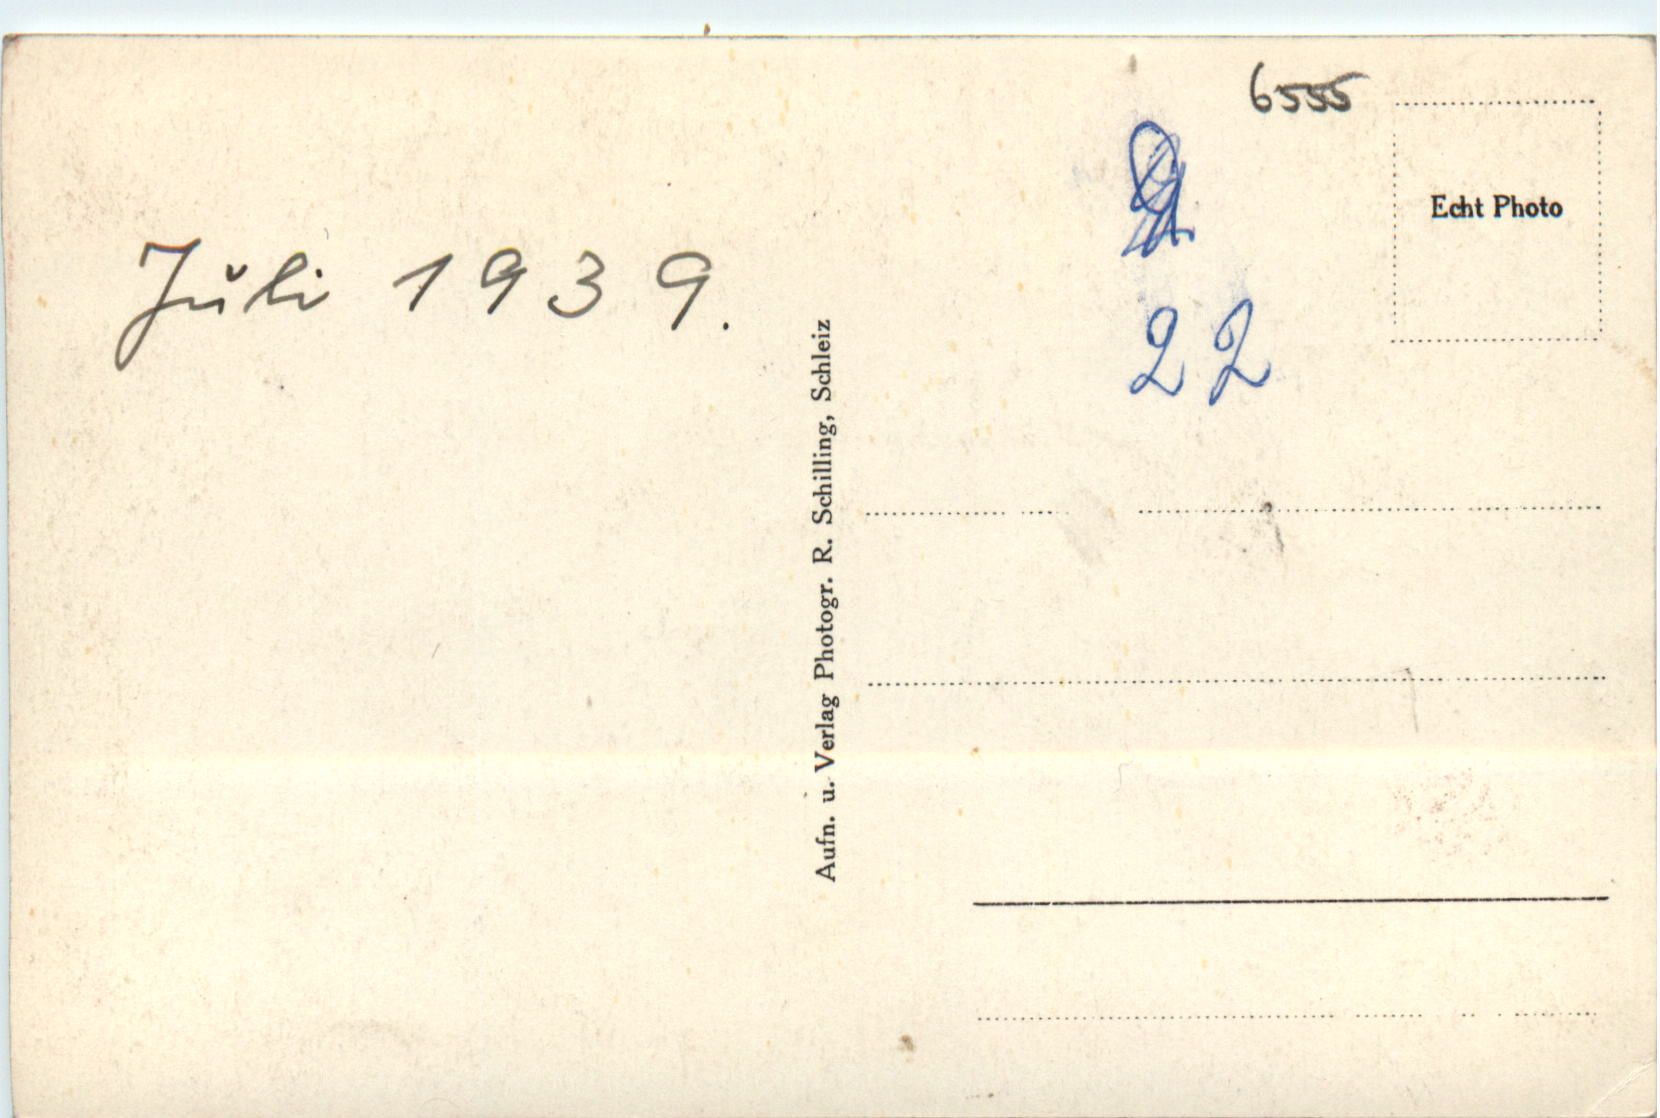 6555
Echt Photo
Juli 1939.
22
Aufn. u. Verlag Photogr. R. Schilling, Schleiz